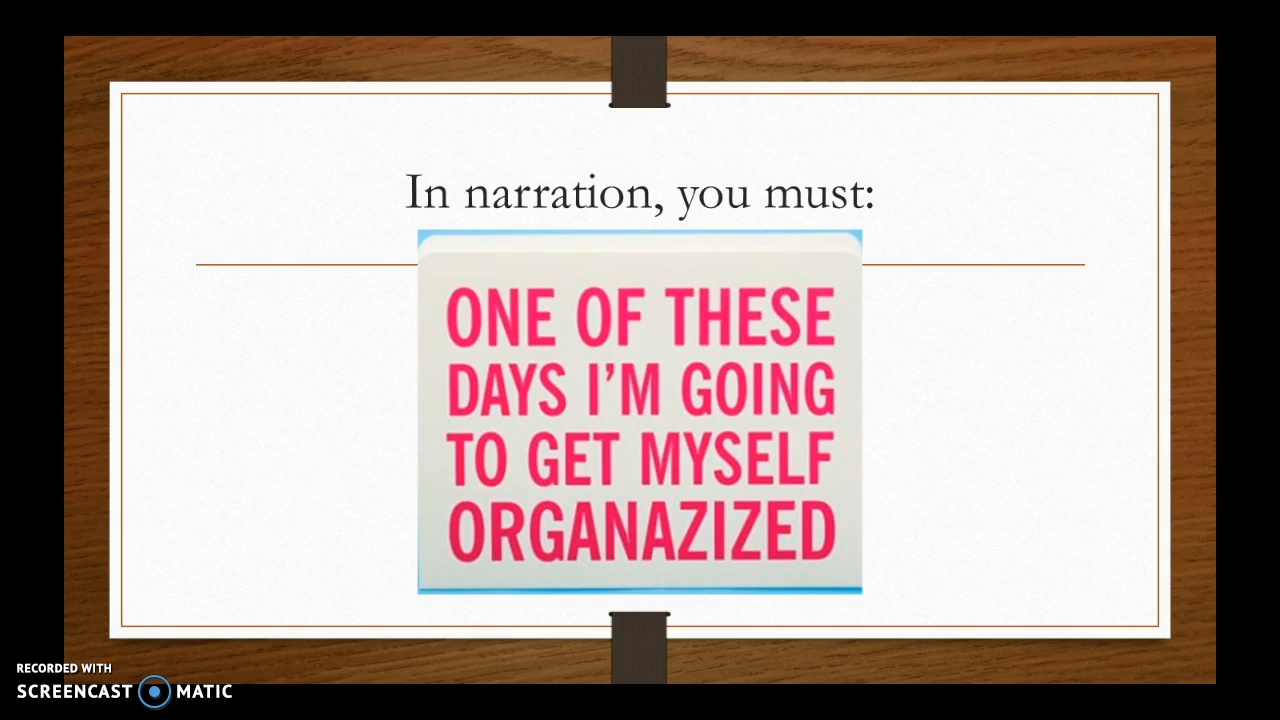 In narration, you must:
ONE OF THESE
DAYS I'M GOING
TO GET MYSELF
ORGANAZIZED
RECORDED WITH
SCREENCAST MATIC